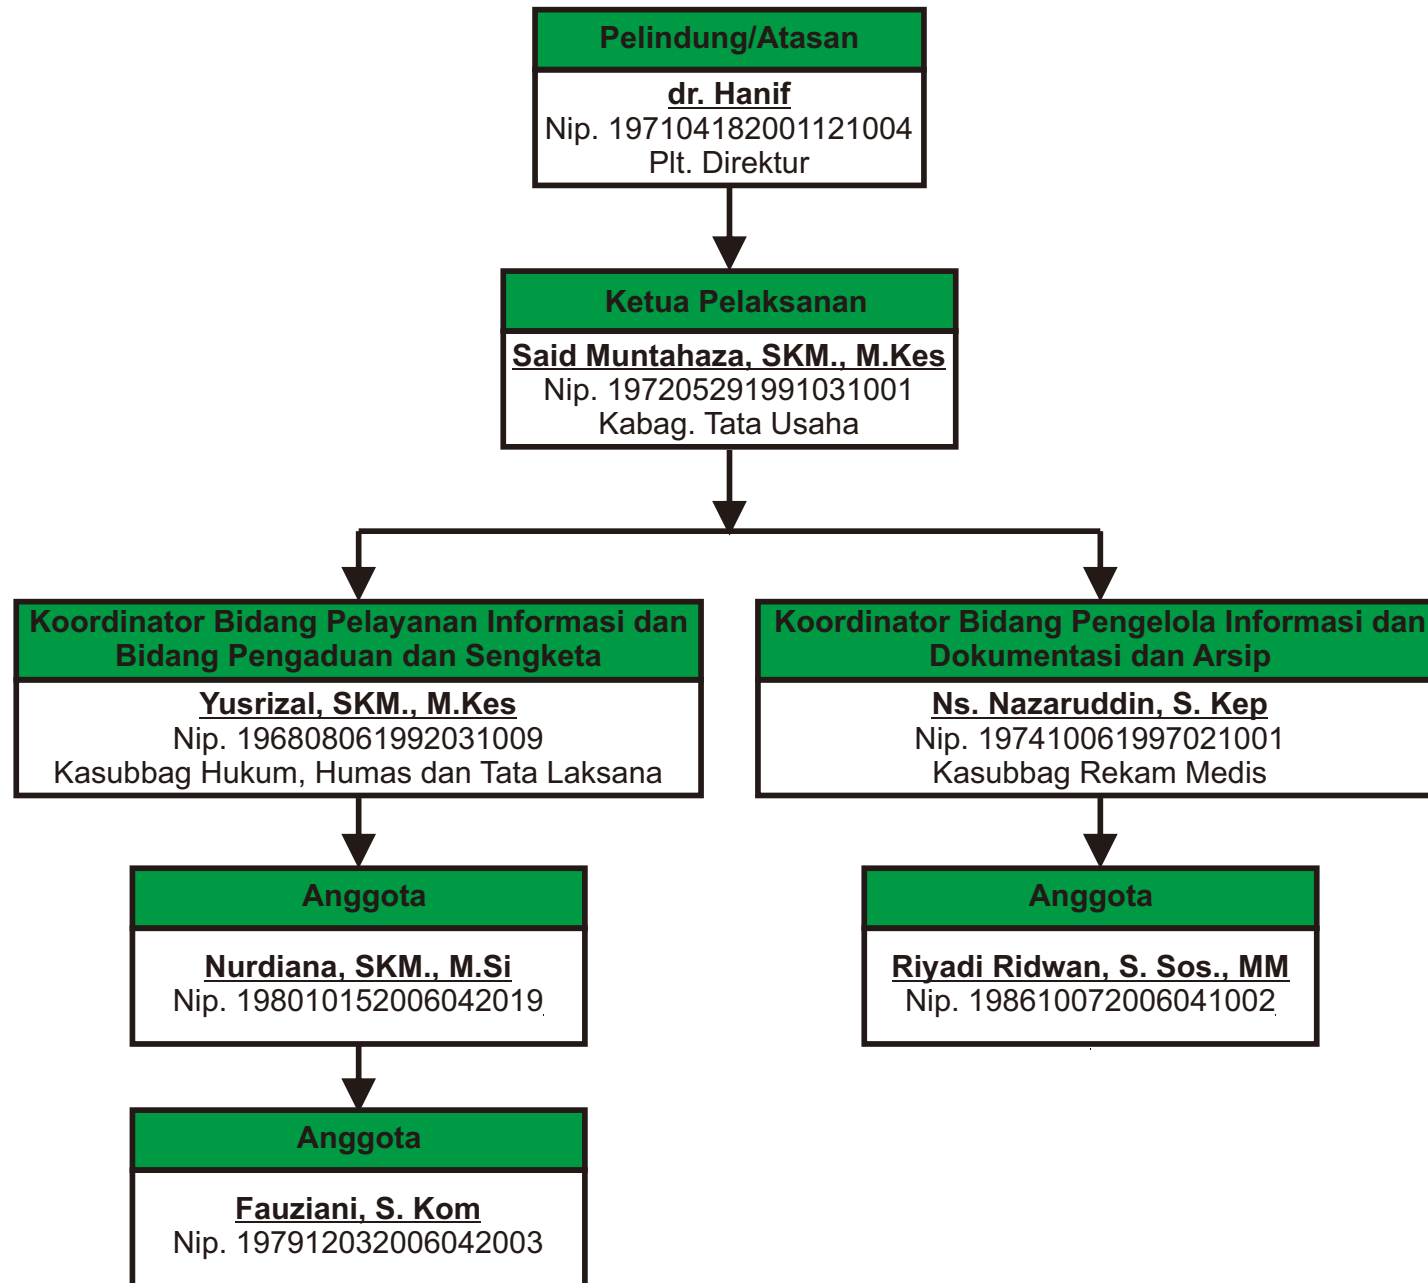 Pelindung/Atasan
dr. Hanif
Nip. 197104182001121004
Plt. Direktur
Ketua Pelaksanan
Said Muntahaza, SKM., M.Kes
Nip. 197205291991031001
Kabag. Tata Usaha
Koordinator Bidang Pelayanan Informasi dan
Bidang Pengaduan dan Sengketa
Yusrizal, SKM., M.Kes
Nip. 196808061992031009
Kasubbag Hukum, Humas dan Tata Laksana
Koordinator Bidang Pengelola Informasi dan
Dokumentasi dan Arsip
Ns. Nazaruddin, S. Kep
Nip. 197410061997021001
Kasubbag Rekam Medis
Anggota
Nurdiana, SKM., M.Si
Nip. 198010152006042019
Anggota
Riyadi Ridwan, S. Sos., MM
Nip. 198610072006041002
Anggota
Fauziani, S. Kom
Nip. 197912032006042003